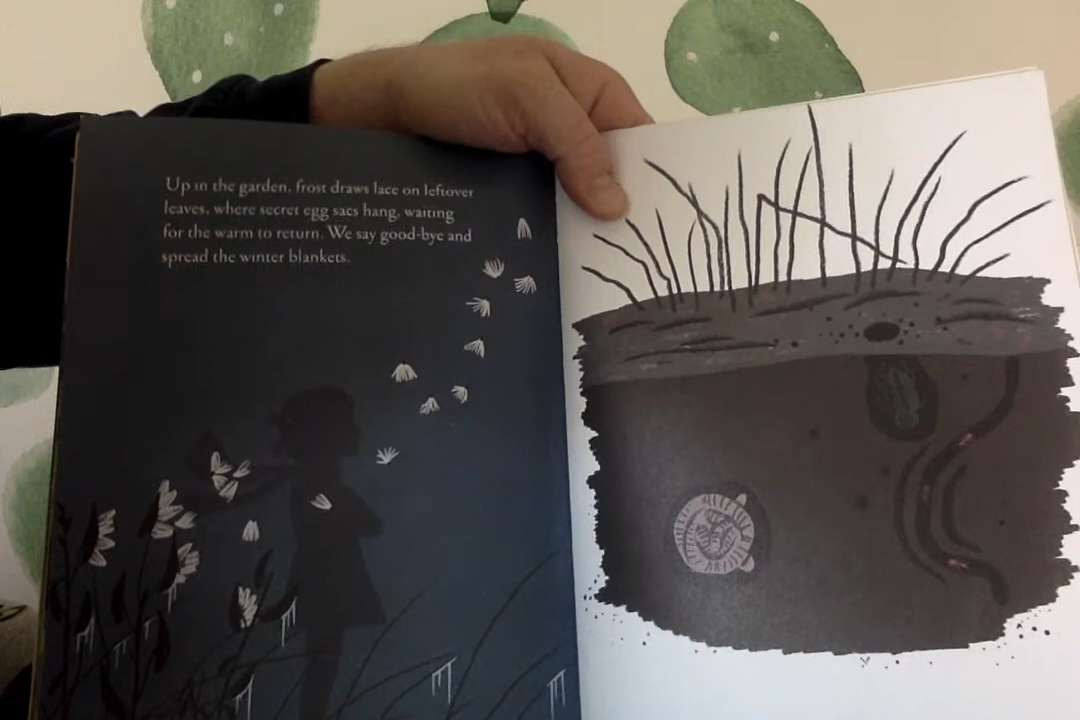 Up in the garden, frost draws lace on leftover
leaves, where secret egg sacs hang, waiting
for the warm to return. We say good-bye and
spread the winter blankets.